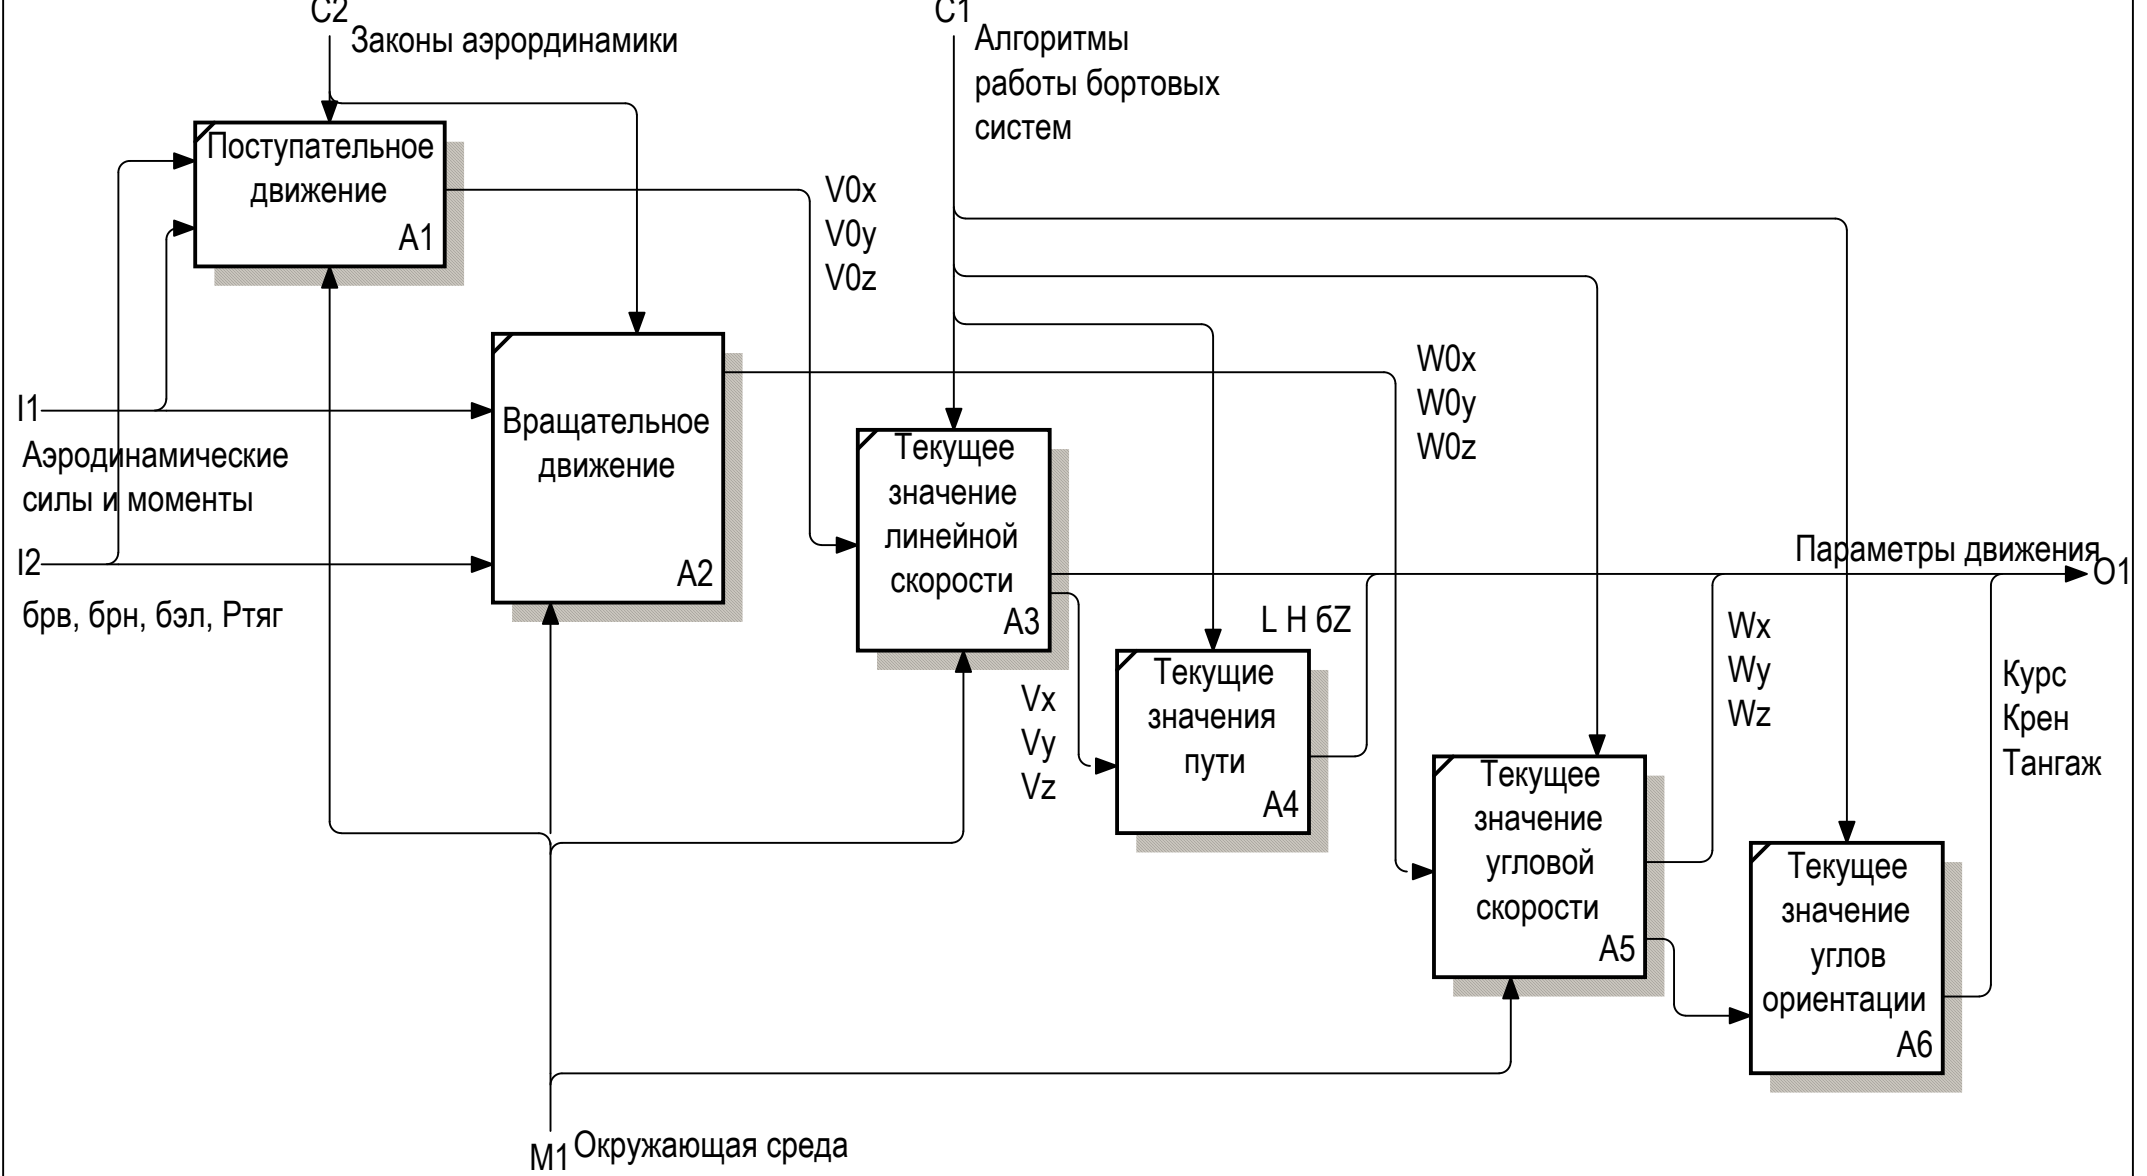 C2
Законы аэрординамики
C1
Алгоритмы
работы бортовых
систем
Поступательное
движение
A1
V0x
V0y
V0z
I1
Аэродинамические
силы и моменты
I2
брв, брн, бэл, Pтяг
Вращательное
движение
A2
W0x
W0y
W0z
Текущее
значение
линейной
скорости
A3
Параметры движения
O1
L H бZ
Vx
Vy
Vz
Текущие
значения
пути
A4
Wx
Wy
Wz
Курс
Крен
Тангаж
Текущее
значение
угловой
скорости
A5
Текущее
значение
углов
ориентации
A6
M1
Окружающая среда